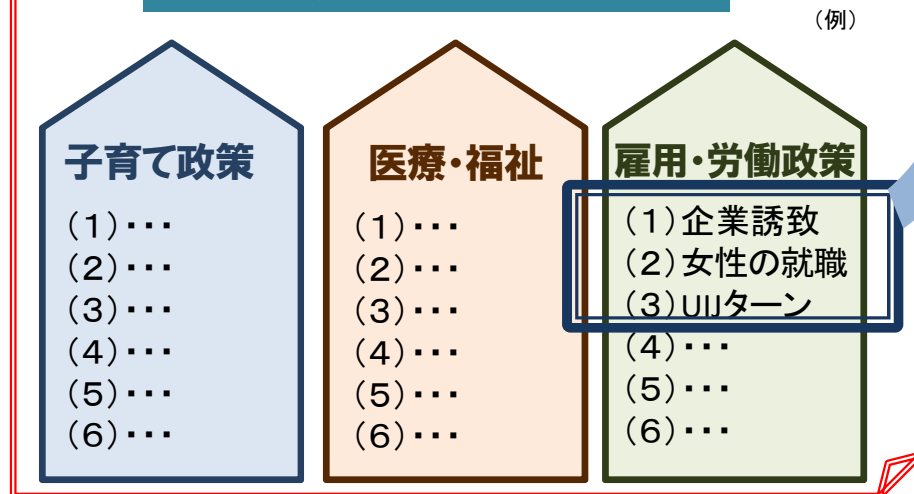 （例）
子育て政策
（１）・・・
（２）・・・
（３）・・・
（４）・・・
（５）・・・
（６）・・・
医療・福祉
（１）・・・
（２）・・・
（３）・・・
（４）・・・
（５）・・・
（６）・・・
雇用・労働政策
（１）企業誘致
（２）女性の就職
（３）UIJターン
（４）・・・
（５）・・・
（６）・・・